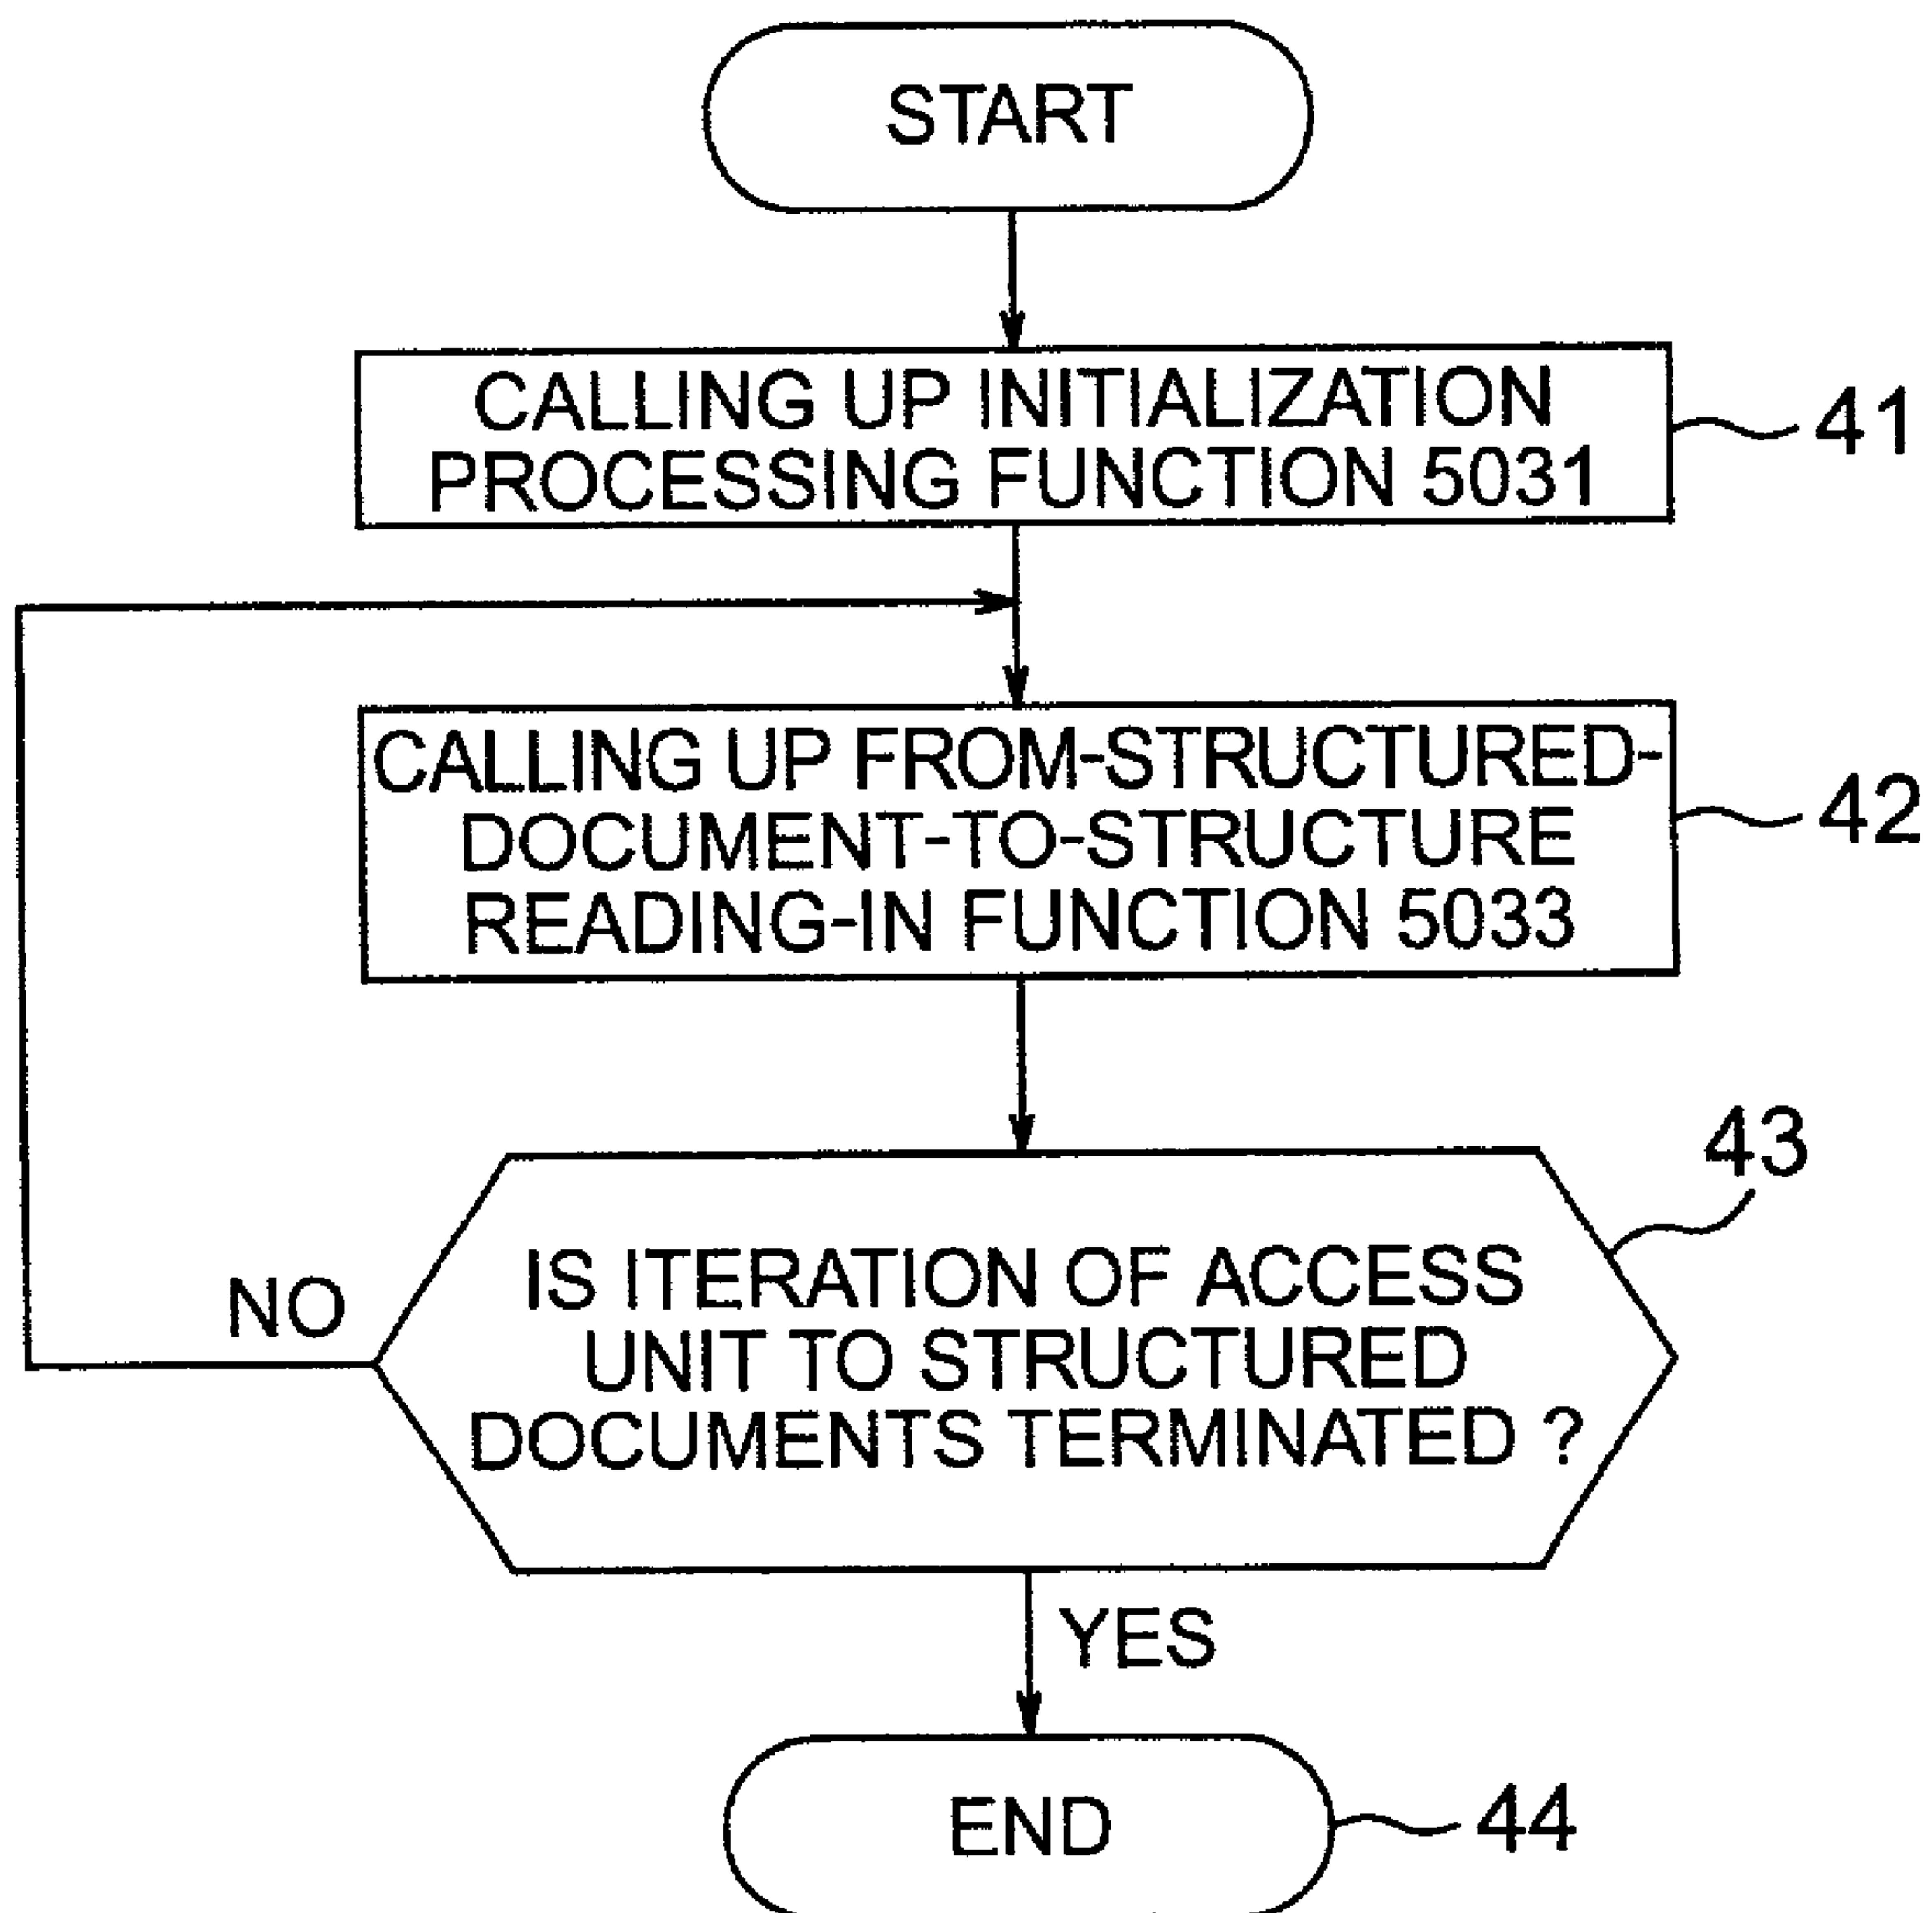 START
CALLING UP INITIALIZATION
PROCESSING FUNCTION 5031
41
CALLING UP FROM-STRUCTURED-
DOCUMENT-TO-STRUCTURE
READING-IN FUNCTION 5033
42
43
IS ITERATION OF ACCESS
UNIT TO STRUCTURED
DOCUMENTS TERMINATED ?
NO
YES
END
44